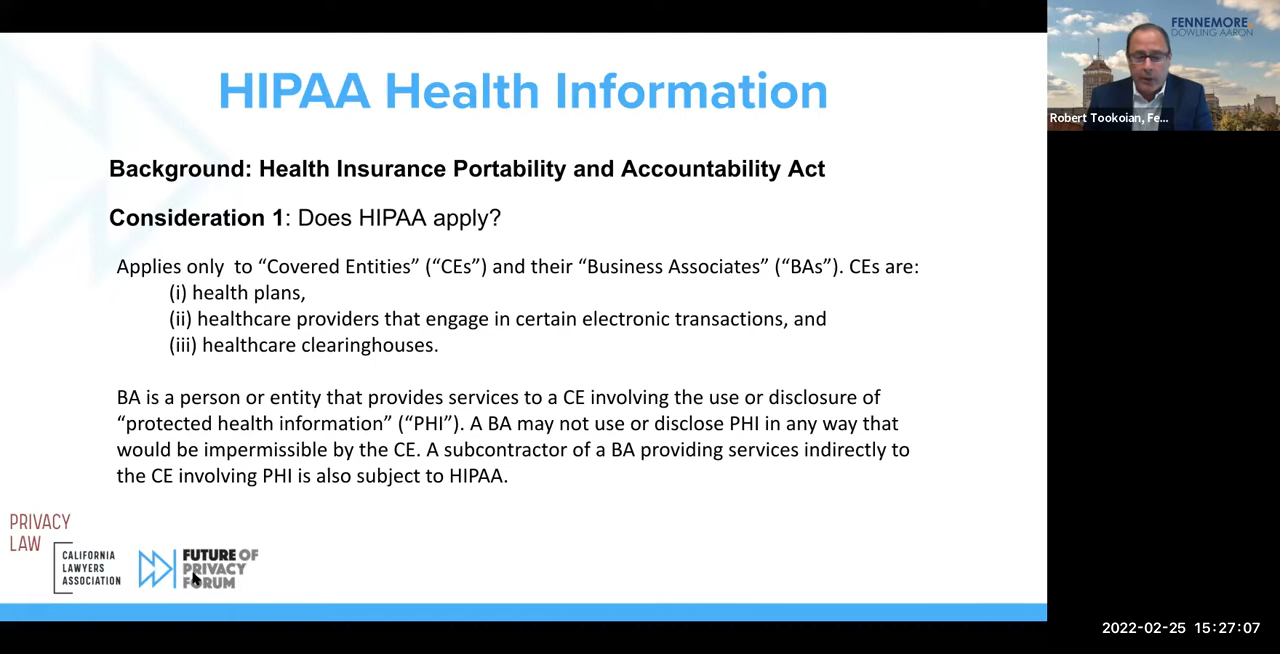 HIPAA Health Information
Background: Health Insurance Portability and Accountability Act
Consideration 1: Does HIPAA apply?
Applies only  to “Covered Entities” (“CEs”) and their “Business Associates” (“BAs”). CEs are:
(i) health plans,
(ii) healthcare providers that engage in certain electronic transactions, and
(iii) healthcare clearinghouses.
BA is a person or entity that provides services to a CE involving the use or disclosure of
“protected health information” (“PHI”). A BA may not use or disclose PHI in any way that
would be impermissible by the CE. A subcontractor of a BA providing services indirectly to
the CE involving PHI is also subject to HIPAA.
PRIVACY
LAW
CALIFORNIA
LAWYERS
ASSOCIATION
FUTURE OF
PRIVACY
FORUM
FENNEMORE.
DOWLING AARON
Robert Tookoian, Fe...
2022-02-25 15:27:07